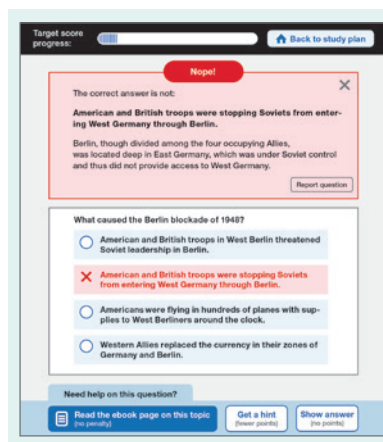 Target score
progress:
Back to study plan
Nope!
The correct answer is not:
American and British troops were stopping Soviets from enter-
ing West Germany through Berlin.
Berlin, though divided among the four occupying Allies,
was located deep in East Germany, which was under Soviet control
and thus did not provide access to West Germany.
Report question
What caused the Berlin blockade of 1948?
American and British troops in West Berlin threatened
Soviet leadership in Berlin.
American and British troops were stopping Soviets
from entering West Germany through Berlin.
Americans were flying in hundreds of planes with sup-
plies to West Berliners around the clock.
Western Allies replaced the currency in their zones of
Germany and Berlin.
Need help on this question?
Read the ebook page on this topic
(no penalty)
Get a hint
(fewer points)
Show answer
(no points)